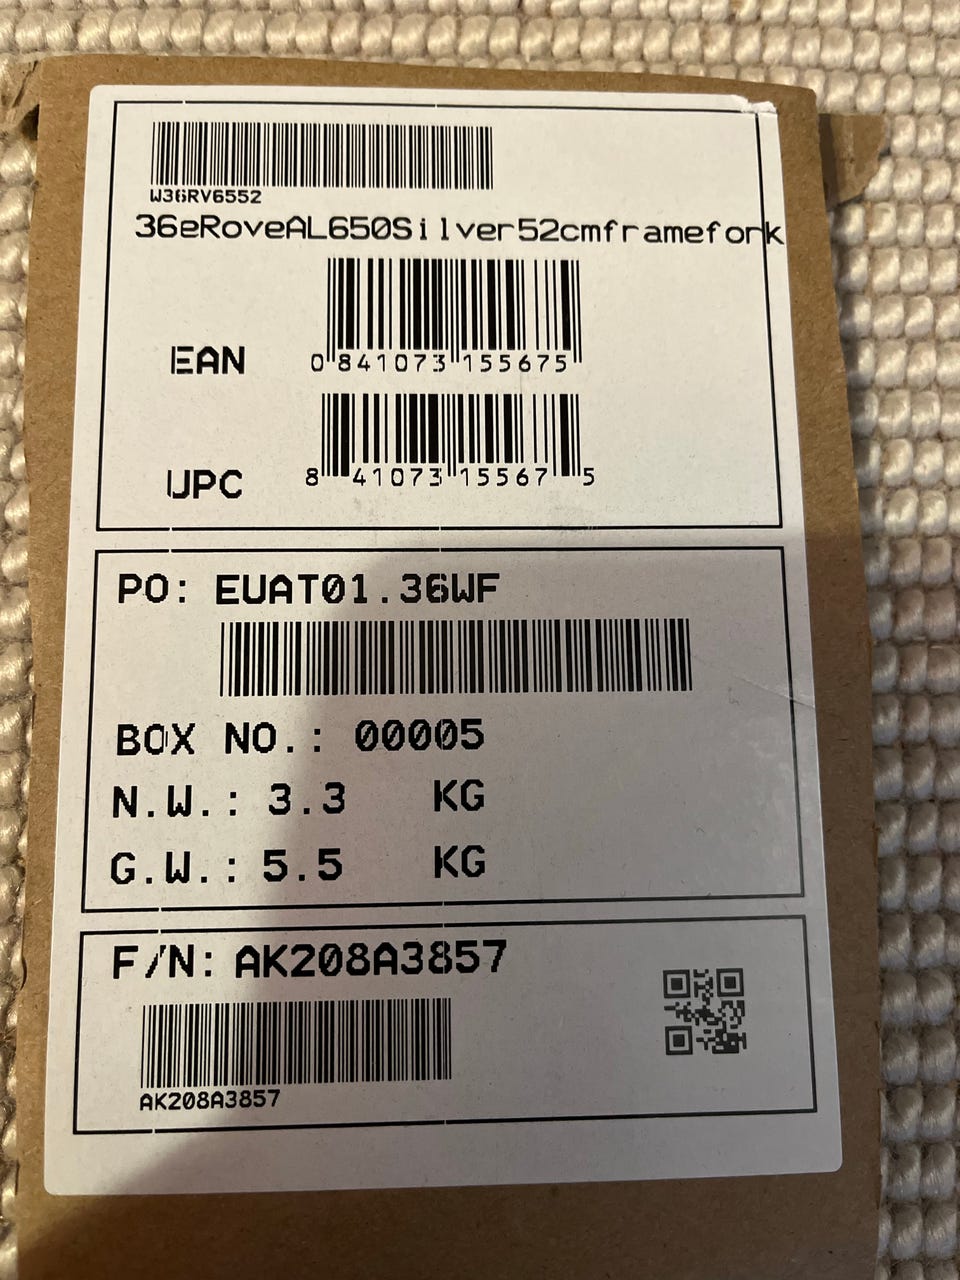 W36RV6552
36eRoveAL650Silver52cmframefork
EAN 0 841073 155675
UPC 8 41073 15567 5
PO: EUAT01.36WF
BOX NO.: 00005
N.W.: 3.3 KG
G.W.: 5.5 KG
F/N: AK208A3857
AK208A3857